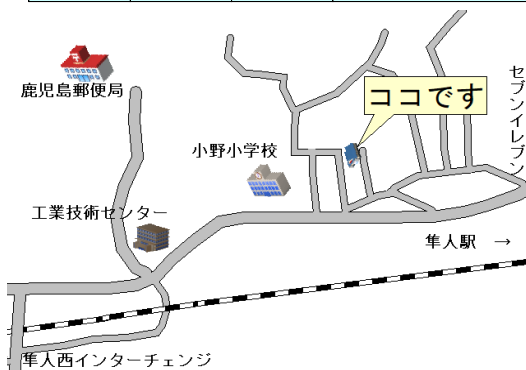 鹿児島郵便局
ココです
セブンイレブン
小野小学校
工業技術センター
隼人駅 →
隼人西インターチェンジ